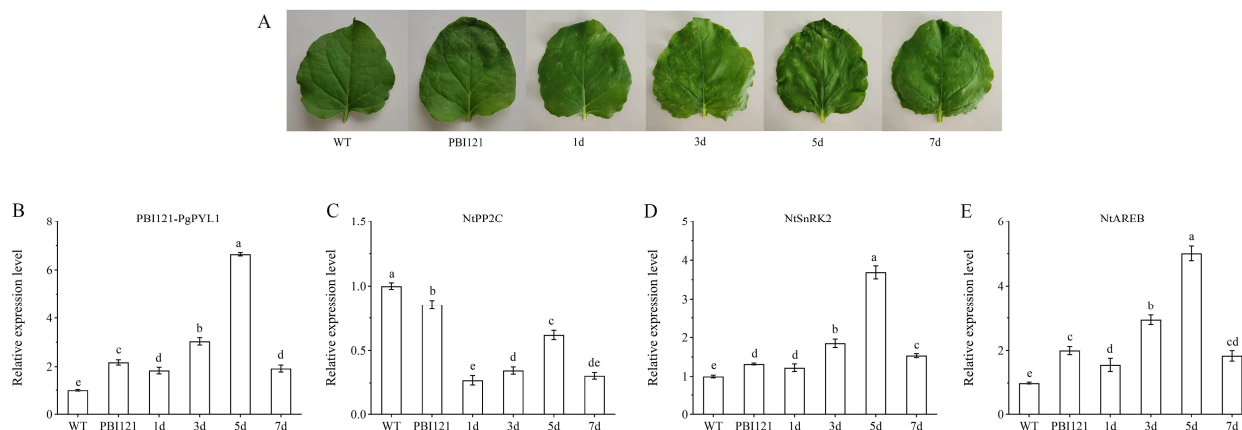 A
WT PBI121 1d 3d 5d 7d
B PBI121-PgPYL1
Relative expression level
8
6
4
2
0
e c d b a d
WT PBI121 1d 3d 5d 7d
C NtPP2C
Relative expression level
1.5
1.0
0.5
0.0
a b e d c de
WT PBI121 1d 3d 5d 7d
D NtSnRK2
Relative expression level
5
4
3
2
1
0
e d d b a c
WT PBI121 1d 3d 5d 7d
E NtAREB
Relative expression level
6
4
2
0
e c d b a cd
WT PBI121 1d 3d 5d 7d